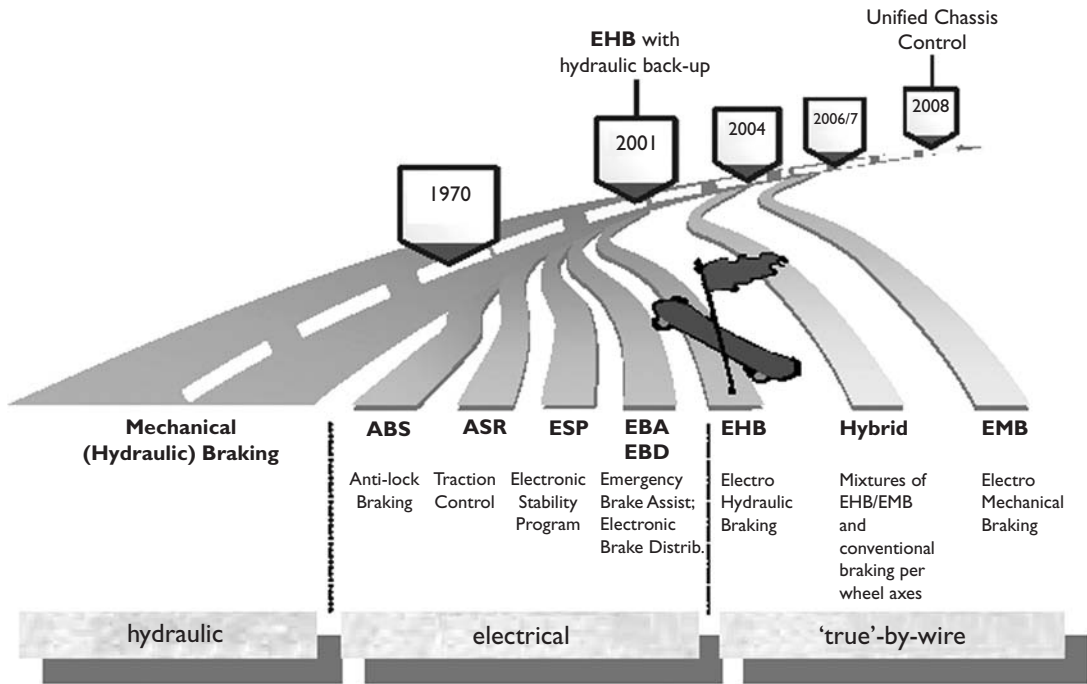 Unified Chassis
Control
EHB with
hydraulic back-up
2008
2006/7
2004
2001
1970
Mechanical
(Hydraulic) Braking
ABS
Anti-lock
Braking
ASR
Traction
Control
ESP
Electronic
Stability
Program
EBA
EBD
Emergency
Brake Assist;
Electronic
Brake Distrib.
EHB
Electro
Hydraulic
Braking
Hybrid
Mixtures of
EHB/EMB
and
conventional
braking per
wheel axes
EMB
Electro
Mechanical
Braking
hydraulic
electrical
‘true’-by-wire